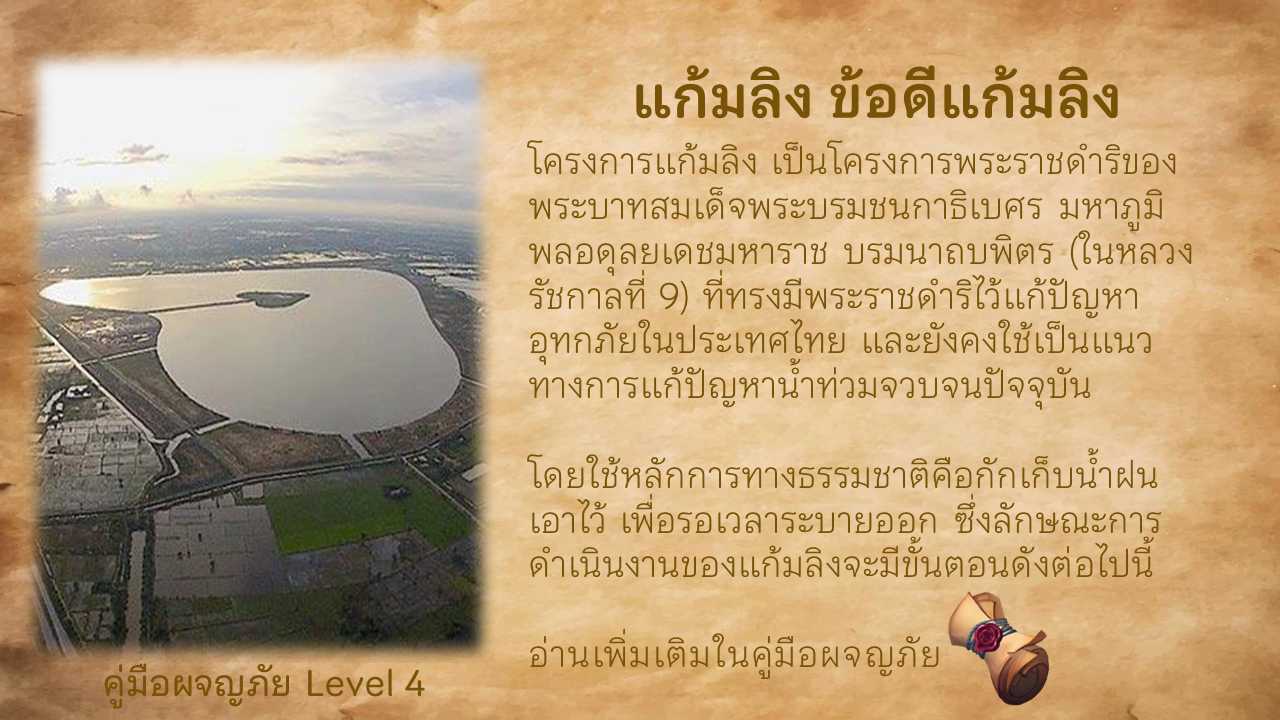 แก้มลิง ข้อดีแก้มลิง
โครงการแก้มลิง เป็นโครงการพระราชดำริของ
พระบาทสมเด็จพระบรมชนกาธิเบศร มหาภูมิ
พลอดุลยเดชมหาราช บรมนาถบพิตร (ในหลวง
รัชกาลที่ 9) ที่ทรงมีพระราชดำริไว้แก้ปัญหา
อุทกภัยในประเทศไทย และยังคงใช้เป็นแนว
ทางการแก้ปัญหาน้ำท่วมจวบจนปัจจุบัน
โดยใช้หลักการทางธรรมชาติคือกักเก็บน้ำฝน
เอาไว้ เพื่อรอเวลาระบายออก ซึ่งลักษณะการ
ดำเนินงานของแก้มลิงจะมีขั้นตอนดังต่อไปนี้
อ่านเพิ่มเติมในคู่มือผจญภัย
คู่มือผจญภัย Level 4